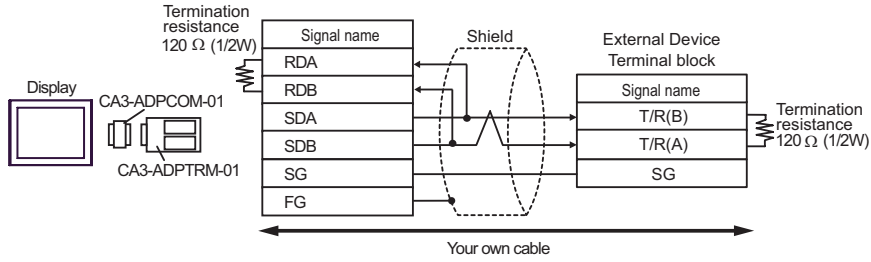 Termination
resistance
120 Ω (1/2W)
Signal name
RDA
RDB
SDA
SDB
SG
FG
Shield
External Device
Terminal block
Signal name
T/R(B)
T/R(A)
SG
Termination
resistance
120 Ω (1/2W)
Display
CA3-ADPCOM-01
CA3-ADPTRM-01
Your own cable